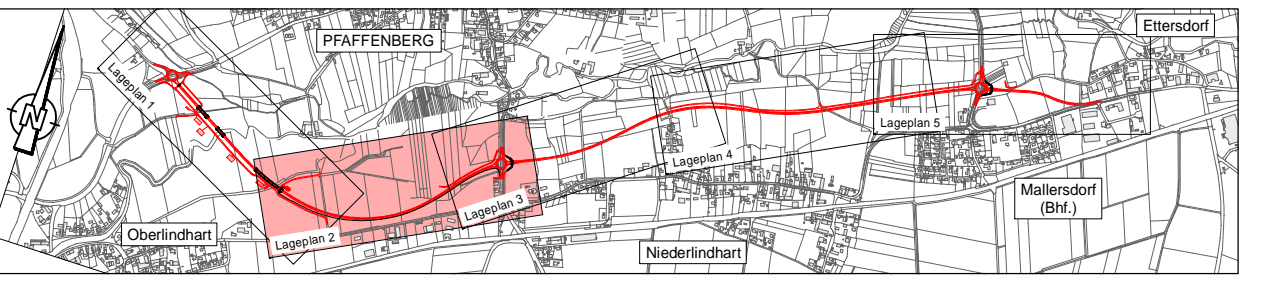 Ettersdorf
PFAFFENBERG
Lageplan 1
N
Lageplan 5
Lageplan 4
Mallersdorf
(Bhf.)
Lageplan 3
Oberlindhart
Lageplan 2
Niederlindhart